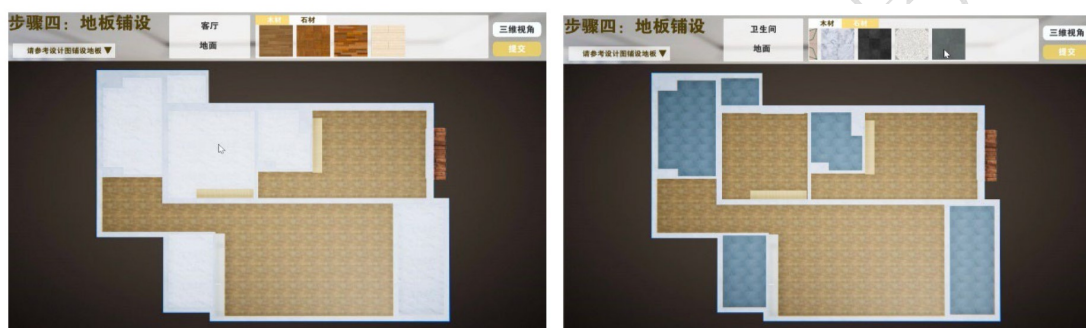 步骤四：地板铺设
请参考设计图铺设地板▼
客厅
地面
木材 石材
三维视角
提交
步骤四：地板铺设
请参考设计图铺设地板▼
卫生间
地面
木材 石材
三维视角
提交